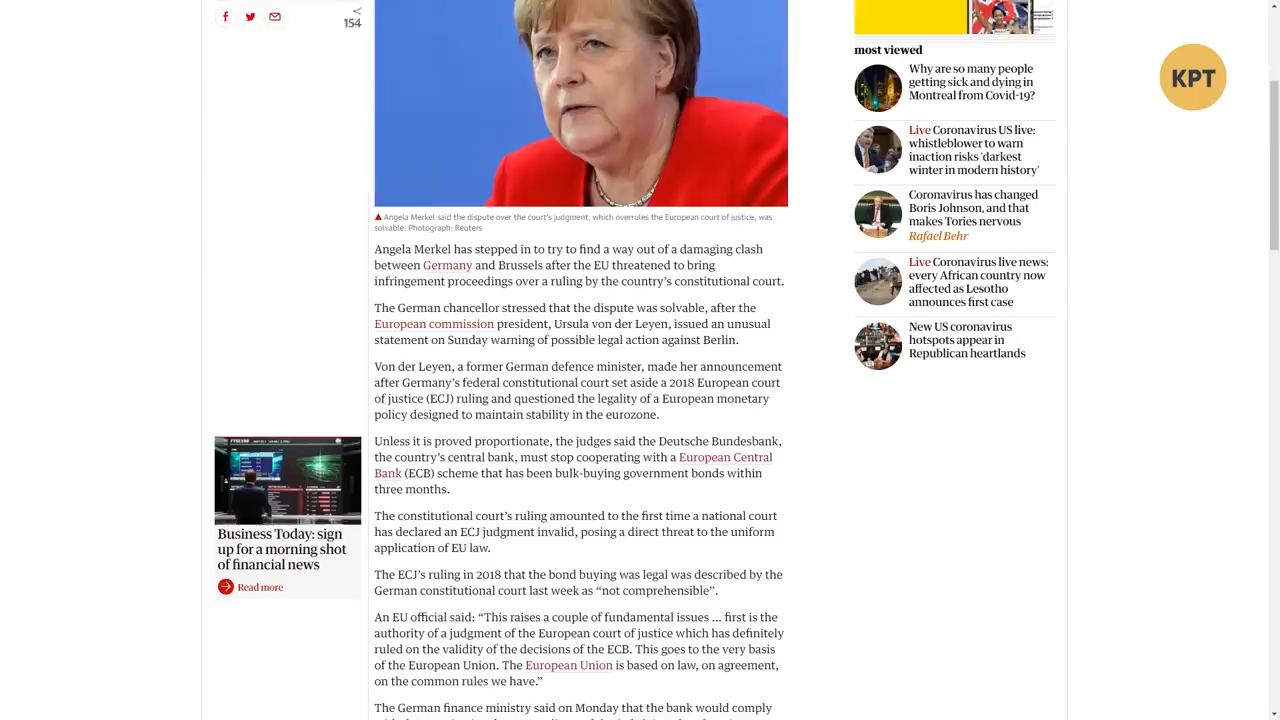 154
▲ Angela Merkel said the dispute over the court's judgment, which overrules the European court of justice, was
solvable. Photograph: Reuters
Angela Merkel has stepped in to try to find a way out of a damaging clash
between Germany and Brussels after the EU threatened to bring
infringement proceedings over a ruling by the country's constitutional court.
The German chancellor stressed that the dispute was solvable, after the
European commission president, Ursula von der Leyen, issued an unusual
statement on Sunday warning of possible legal action against Berlin.
Von der Leyen, a former German defence minister, made her announcement
after Germany's federal constitutional court set aside a 2018 European court
of justice (ECJ) ruling and questioned the legality of a European monetary
policy designed to maintain stability in the eurozone.
Unless it is proved proportionate, the judges said the Deutsche Bundesbank,
the country's central bank, must stop cooperating with a European Central
Bank (ECB) scheme that has been bulk-buying government bonds within
three months.
The constitutional court's ruling amounted to the first time a national court
has declared an ECJ judgment invalid, posing a direct threat to the uniform
application of EU law.
The ECJ's ruling in 2018 that the bond buying was legal was described by the
German constitutional court last week as “not comprehensible”.
An EU official said: “This raises a couple of fundamental issues ... first is the
authority of a judgment of the European court of justice which has definitely
ruled on the validity of the decisions of the ECB. This goes to the very basis
of the European Union. The European Union is based on law, on agreement,
on the common rules we have.”
The German finance ministry said on Monday that the bank would comply
Business Today: sign
up for a morning shot
of financial news
Read more
most viewed
Why are so many people
getting sick and dying in
Montreal from Covid-19?
Live Coronavirus US live:
whistleblower to warn
inaction risks 'darkest
winter in modern history'
Coronavirus has changed
Boris Johnson, and that
makes Tories nervous
Rafael Behr
Live Coronavirus live news:
every African country now
affected as Lesotho
announces first case
New US coronavirus
hotspots appear in
Republican heartlands
KPT